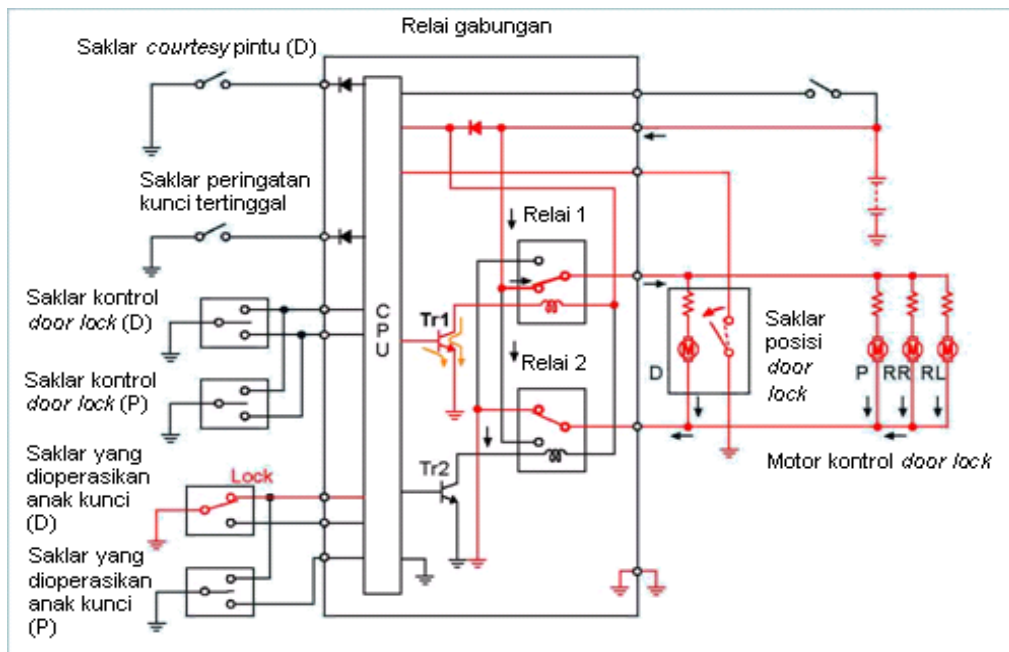 Relai gabungan
Saklar courtesy pintu (D)
Saklar peringatan
kunci tertinggal
Saklar kontrol
door lock (D)
Saklar kontrol
door lock (P)
Saklar yang
dioperasikan
anak kunci
(D)
Lock
Saklar yang
dioperasikan
anak kunci
(P)
C
P
U
Relai 1
Tr1
Relai 2
Tr2
M
D
Saklar
posisi
door
lock
M
M
M
P
RR
RL
Motor kontrol door lock